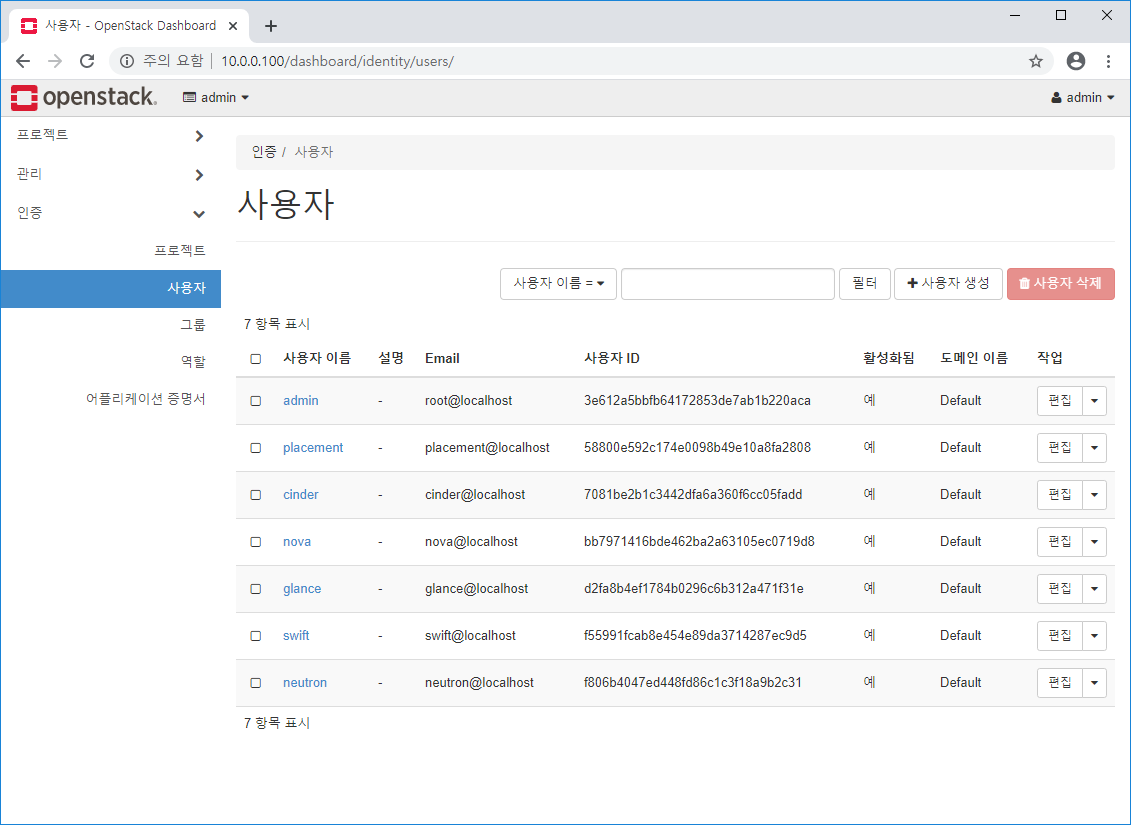 사용자 - OpenStack Dashboard
주의 요함 | 10.0.0.100/dashboard/identity/users/
openstack. admin admin
프로젝트
관리
인증
프로젝트
사용자
그룹
역할
어플리케이션 증명서
인증 / 사용자
사용자
사용자 이름 = 필터 사용자 생성 사용자 삭제
7 항목 표시
사용자 이름 설명 Email 사용자 ID 활성화됨 도메인 이름 작업
admin - root@localhost 3e612a5bbfb64172853de7ab1b220aca 예 Default 편집
placement - placement@localhost 58800e592c174e0098b49e10a8fa2808 예 Default 편집
cinder - cinder@localhost 7081be2b1c3442dfa6a360f6cc05fadd 예 Default 편집
nova - nova@localhost bb7971416bde462ba2a63105ec0719d8 예 Default 편집
glance - glance@localhost d2fa8b4ef1784b0296c6b312a471f31e 예 Default 편집
swift - swift@localhost f55991fcab8e454e89da3714287ec9d5 예 Default 편집
neutron - neutron@localhost f806b4047ed448fd86c1c3f18a9b2c31 예 Default 편집
7 항목 표시